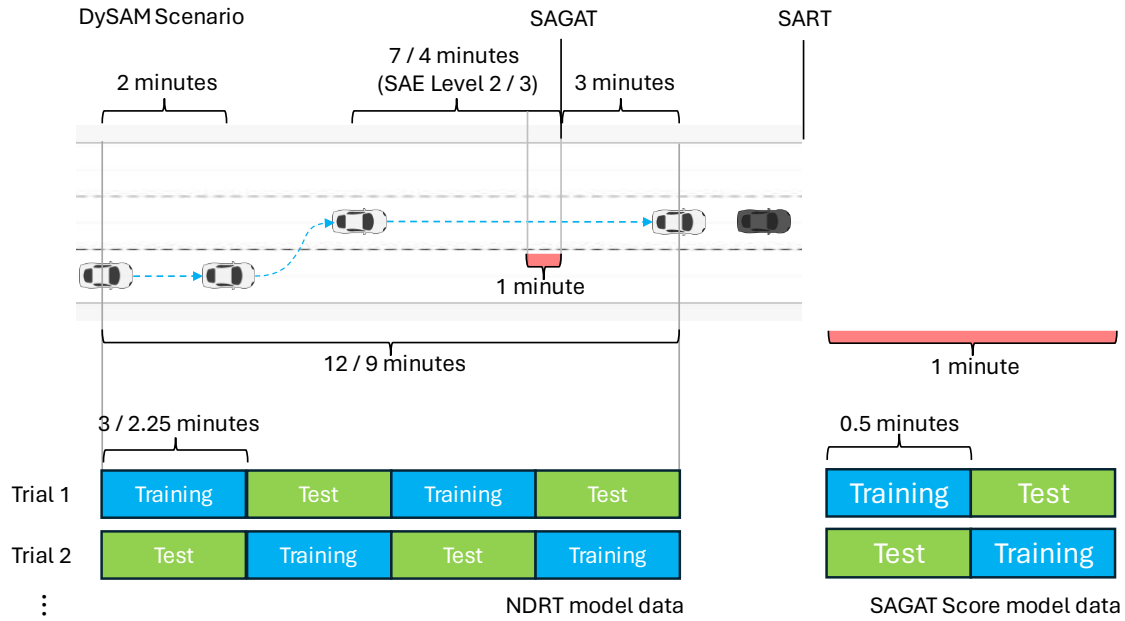 DySAM Scenario
SAGAT
SART
7 / 4 minutes
(SAE Level 2 / 3)
2 minutes
3 minutes
1 minute
12 / 9 minutes
1 minute
3 / 2.25 minutes
0.5 minutes
Trial 1
Training
Test
Training
Test
Training
Test
Trial 2
Test
Training
Test
Training
Test
Training
⋮
NDRT model data
SAGAT Score model data